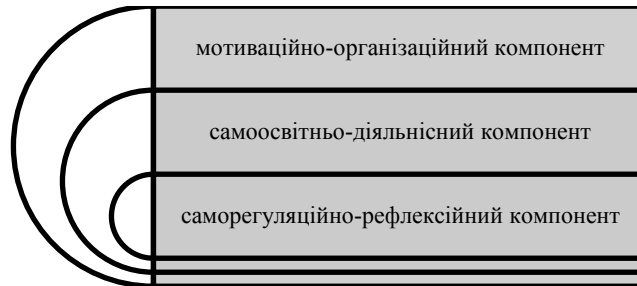 мотиваційно-організаційний компонент
самоосвітньо-діяльнісний компонент
саморегуляційно-рефлексійний компонент